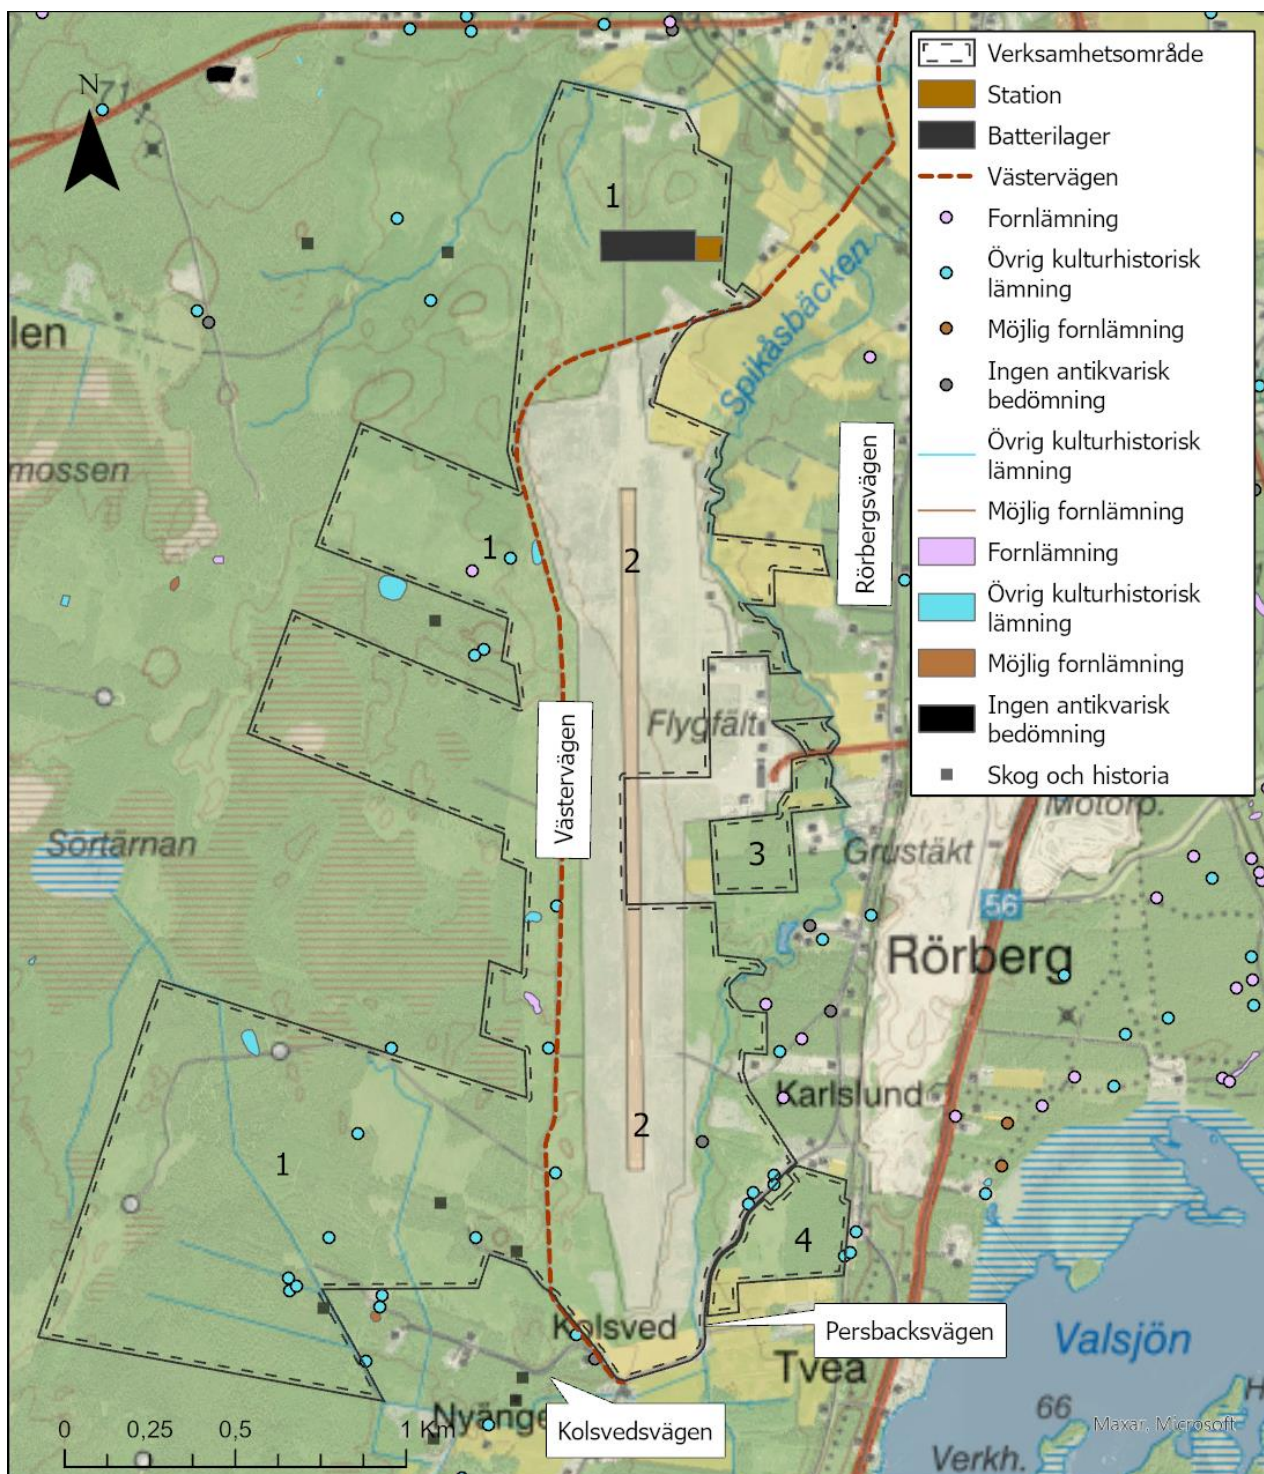 N
71
Verksamhetsområde
Station
Batterilager
Västervägen
Fornlämning
Övrig kulturhistorisk
lämning
Möjlig fornlämning
Ingen antikvarisk
bedömning
Övrig kulturhistorisk
lämning
Möjlig fornlämning
Fornlämning
Övrig kulturhistorisk
lämning
Möjlig fornlämning
Ingen antikvarisk
bedömning
Skog och historia
1
Spikåsbäcken
len
mossen
Rörbergsvägen
1
2
Flygfält
Västervägen
Motorp.
Sörtärnan
3
Grustäkt
56
Rörberg
Karlslund
2
1
4
Kolsved
Persbacksvägen
Valsjön
Tvea
Nyänge
Kolsvedsvägen
66
Maxar, Microsoft
Verkh.
H
0 0,25 0,5 1 Km